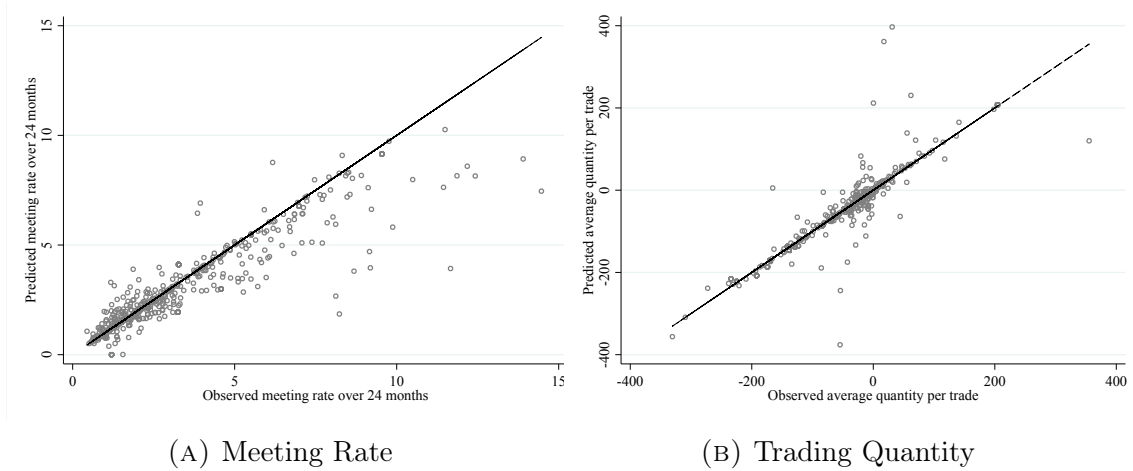 Predicted meeting rate over 24 months
15
10
5
0
0 5 10 15
Observed meeting rate over 24 months
(A) Meeting Rate
Predicted average quantity per trade
400
200
0
-200
-400
-400 -200 0 200 400
Observed average quantity per trade
(B) Trading Quantity